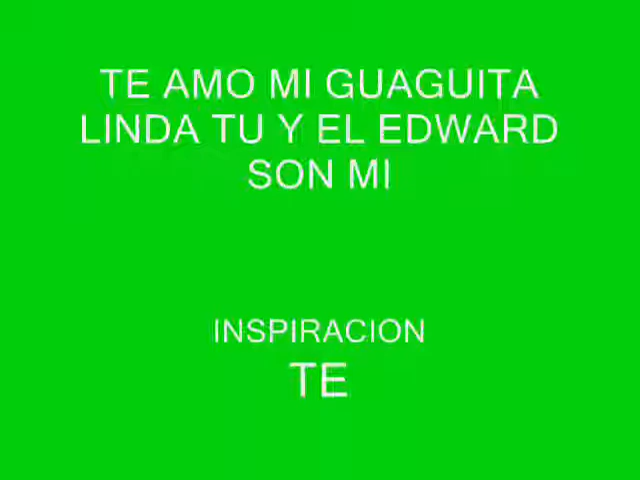 TE AMO MI GUAGUITA
LINDA TU Y EL EDWARD
SON MI
INSPIRACION
TE